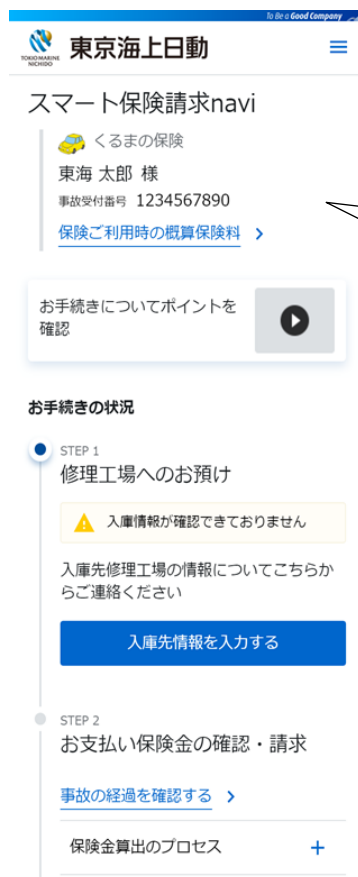 To Be a Good Company
TOKIO MARINE
NICHIDO
東京海上日動
スマート保険請求navi
くるまの保険
東海 太郎 様
事故受付番号 1234567890
保険ご利用時の概算保険料
お手続きについてポイントを
確認
お手続きの状況
STEP 1
修理工場へのお預け
入庫情報が確認できておりません
入庫先修理工場の情報についてこちらか
らご連絡ください
入庫先情報を入力する
STEP 2
お支払い保険金の確認・請求
事故の経過を確認する
保険金算出のプロセス